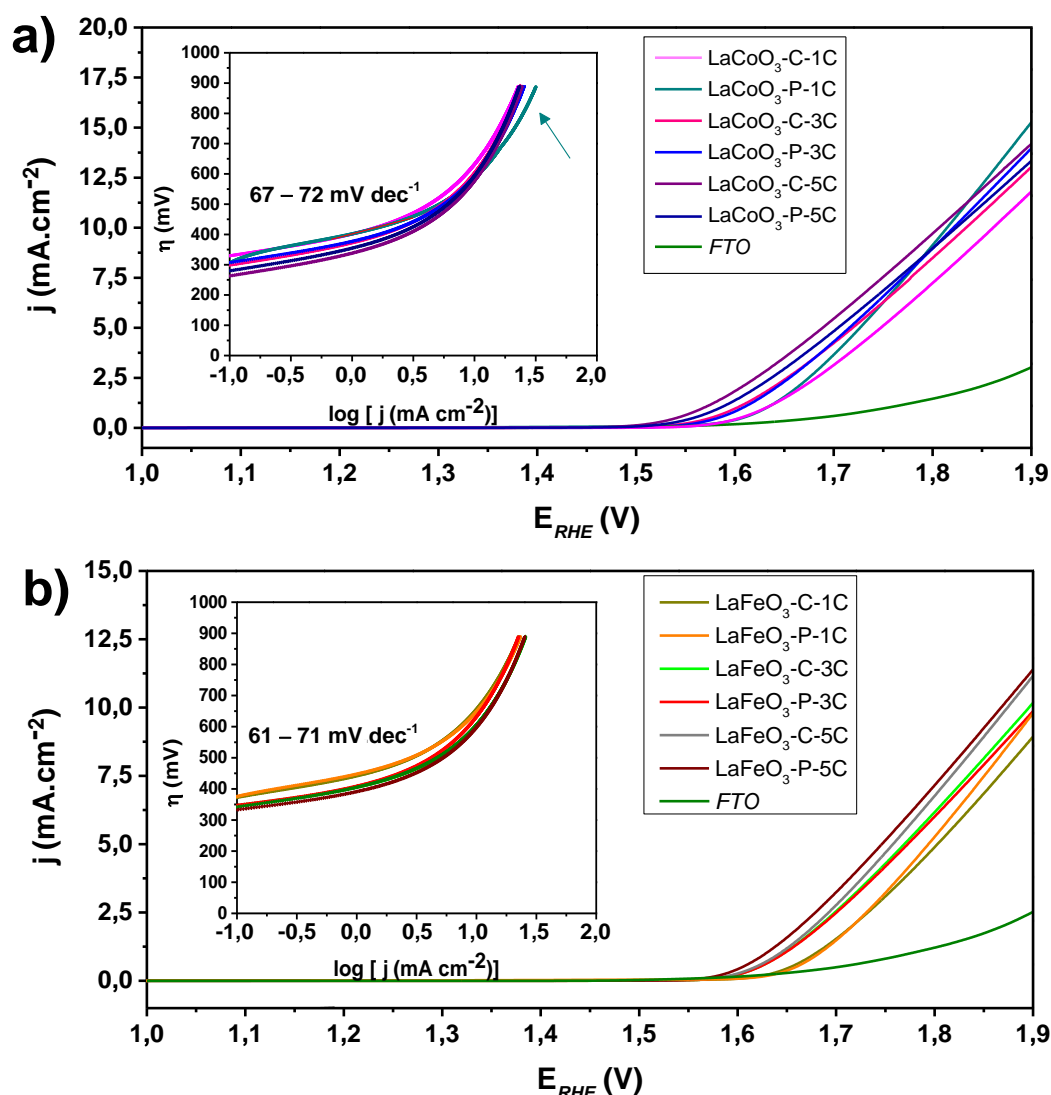 a)
20,0
17,5
15,0
12,5
10,0
7,5
5,0
2,5
0,0
j (mA.cm⁻²)
1,0 1,1 1,2 1,3 1,4 1,5 1,6 1,7 1,8 1,9
E_RHE (V)
1000
900
800
700
600
500
400
300
200
100
0
η (mV)
67 – 72 mV dec⁻¹
-1,0 -0,5 0,0 0,5 1,0 1,5 2,0
log [ j (mA cm⁻²)]
LaCoO₃-C-1C
LaCoO₃-P-1C
LaCoO₃-C-3C
LaCoO₃-P-3C
LaCoO₃-C-5C
LaCoO₃-P-5C
FTO
b)
15,0
12,5
10,0
7,5
5,0
2,5
0,0
j (mA.cm⁻²)
1,0 1,1 1,2 1,3 1,4 1,5 1,6 1,7 1,8 1,9
E_RHE (V)
1000
900
800
700
600
500
400
300
200
100
0
η (mV)
61 – 71 mV dec⁻¹
-1,0 -0,5 0,0 0,5 1,0 1,5 2,0
log [ j (mA cm⁻²)]
LaFeO₃-C-1C
LaFeO₃-P-1C
LaFeO₃-C-3C
LaFeO₃-P-3C
LaFeO₃-C-5C
LaFeO₃-P-5C
FTO